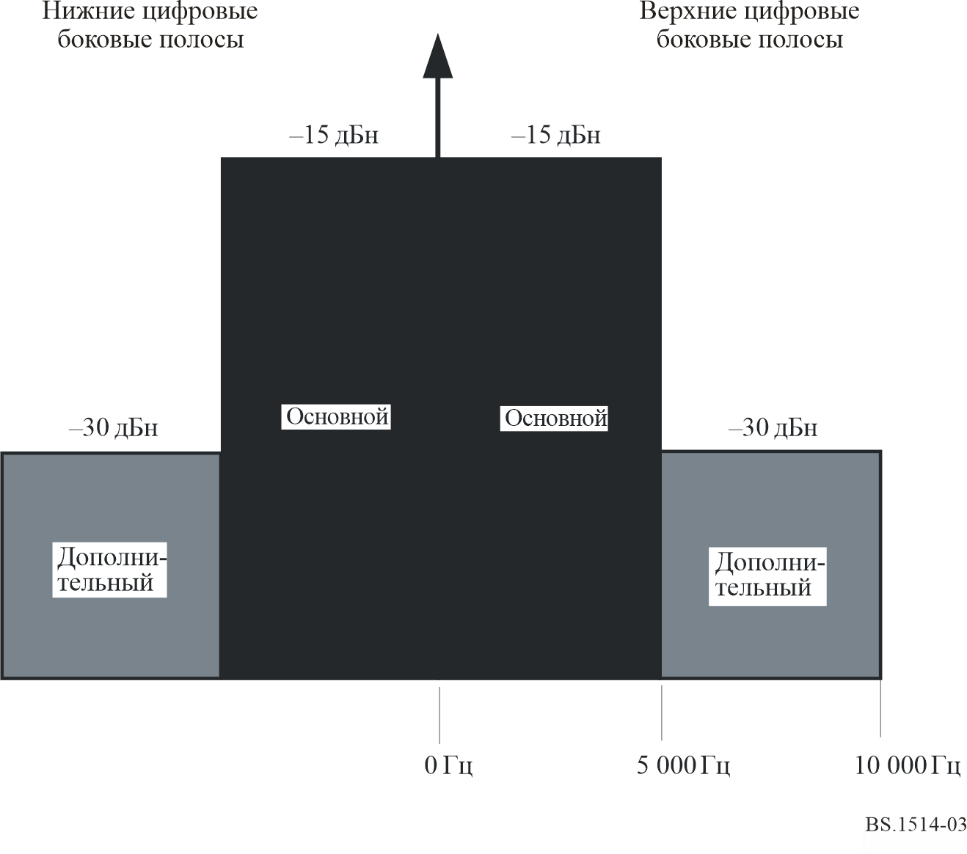 Нижние цифровые
боковые полосы
Верхние цифровые
боковые полосы
–15 дБн
–15 дБн
–30 дБн
Основной
Основной
–30 дБн
Дополни-
тельный
Дополни-
тельный
0 Гц
5 000 Гц
10 000 Гц
BS.1514-03